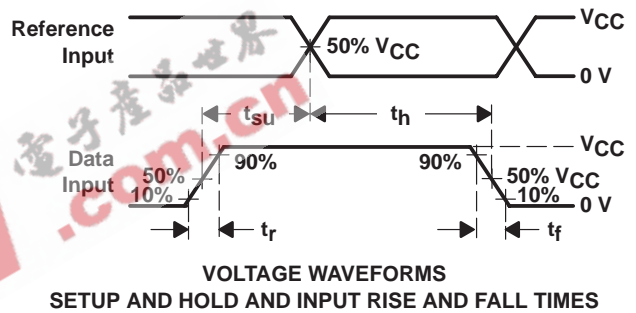 Reference Input
50% VCC
VCC
0 V
電子產品世界
.com.cn
tsu
th
Data Input
50%
10%
90%
90%
VCC
50% VCC
10%
0 V
tr
tf
VOLTAGE WAVEFORMS
SETUP AND HOLD AND INPUT RISE AND FALL TIMES